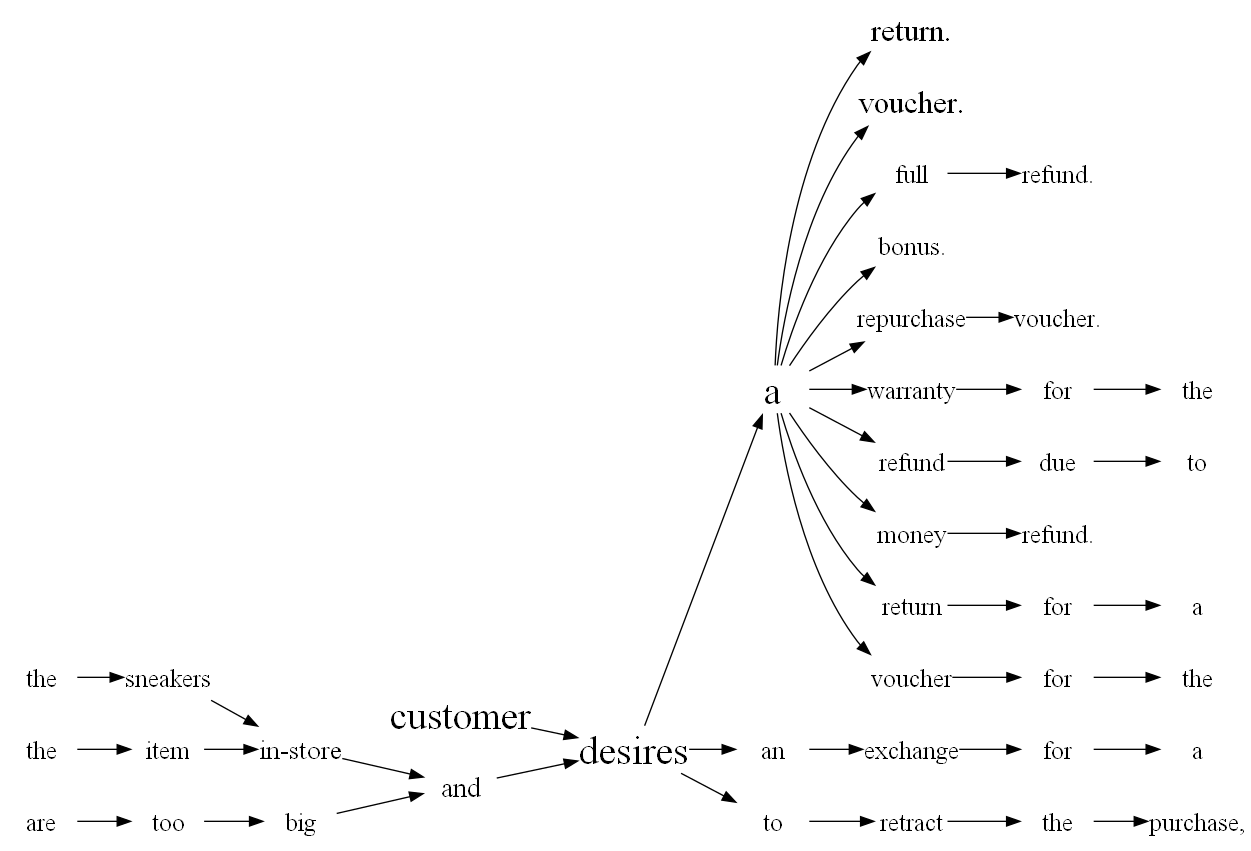 return.
voucher.
full refund.
bonus.
repurchase voucher.
a warranty for the
refund due to
money refund.
return for a
the sneakers voucher for the
customer
the item in-store desires an exchange for a
and
are too big to retract the purchase,